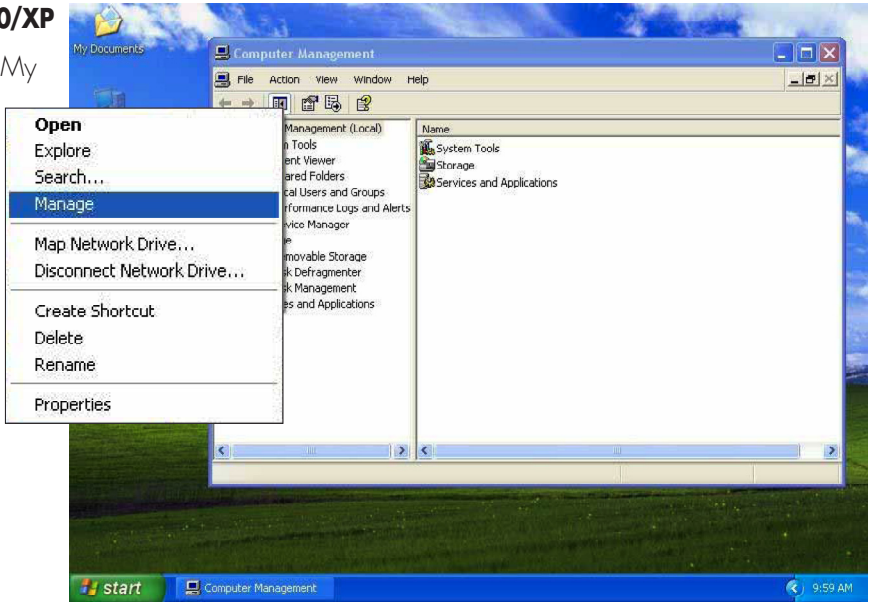 0/XP
My
My Documents
Computer Management
File Action View Window Help
Open
Explore
Search...
Manage
Map Network Drive...
Disconnect Network Drive...
Create Shortcut
Delete
Rename
Properties
Management (Local)
Tools
ent Viewer
ared Folders
cal Users and Groups
rformance Logs and Alerts
vice Manager
e
emovable Storage
sk Defragmenter
sk Management
es and Applications
Name
System Tools
Storage
Services and Applications
start
Computer Management
9:59 AM